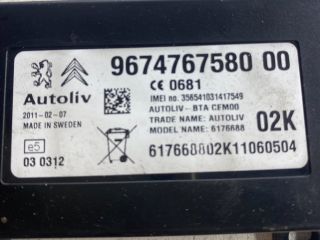 9674767580 00
CE 0681
Autoliv
IMEI no. 356541031417549
AUTOLIV-BTA CEM00
2011-02-07
MADE IN SWEDEN
TRADE NAME: AUTOLIV
MODEL NAME: 6176688
02K
e5
03 0312
617668802K11060504